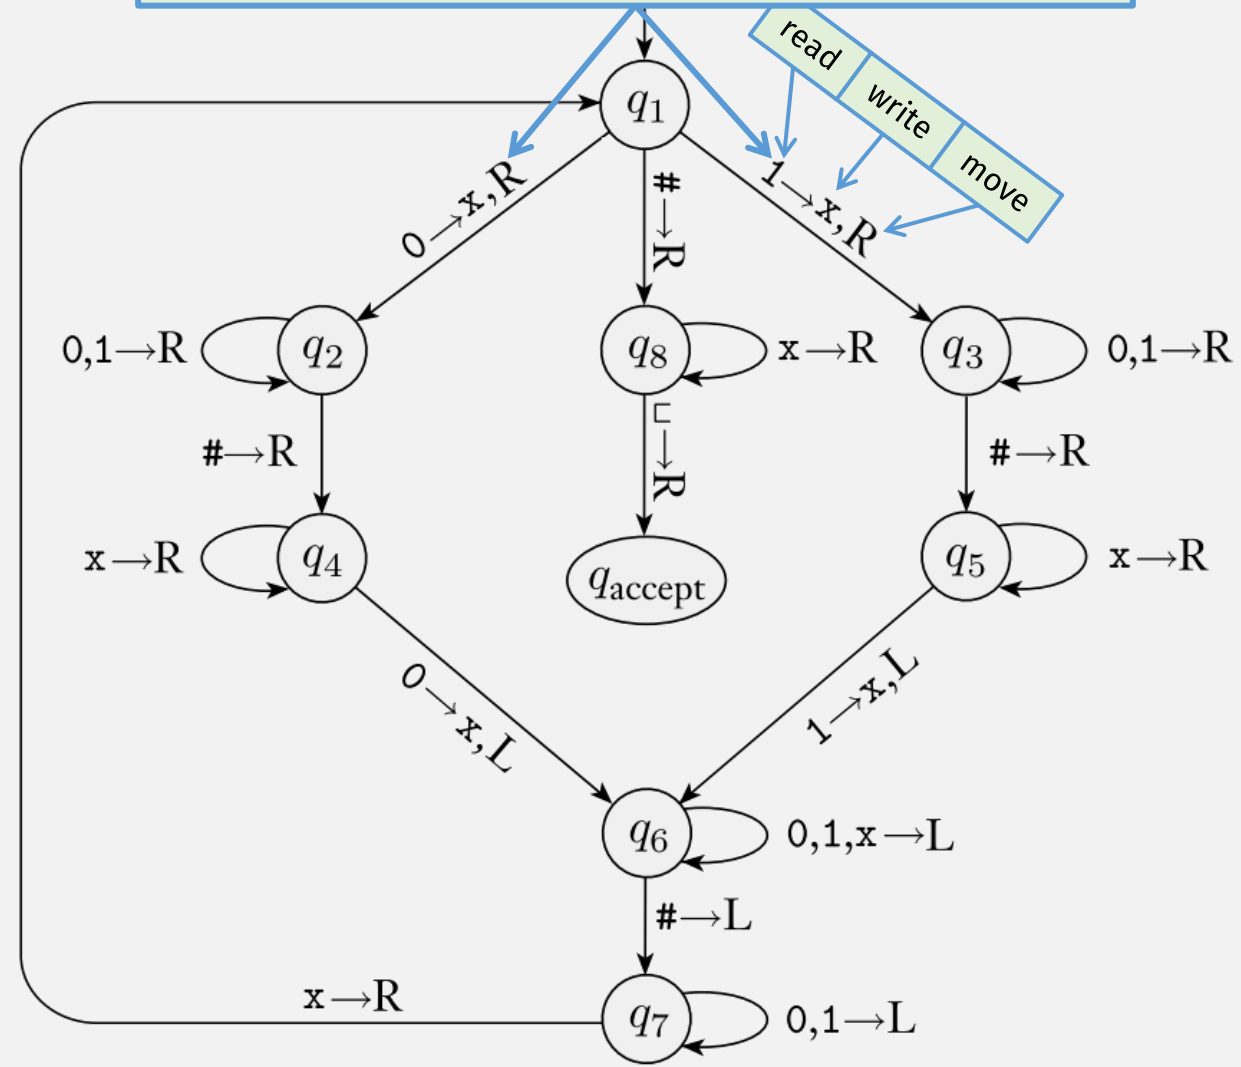 read
write
move
q₁
0→x,R
#→R
1→x,R
0,1→R
q₂
q₈
x→R
q₃
0,1→R
#→R
⊔→R
#→R
x→R
q₄
q_accept
q₅
x→R
0→x,L
1→x,L
q₆
0,1,x→L
#→L
x→R
q₇
0,1→L